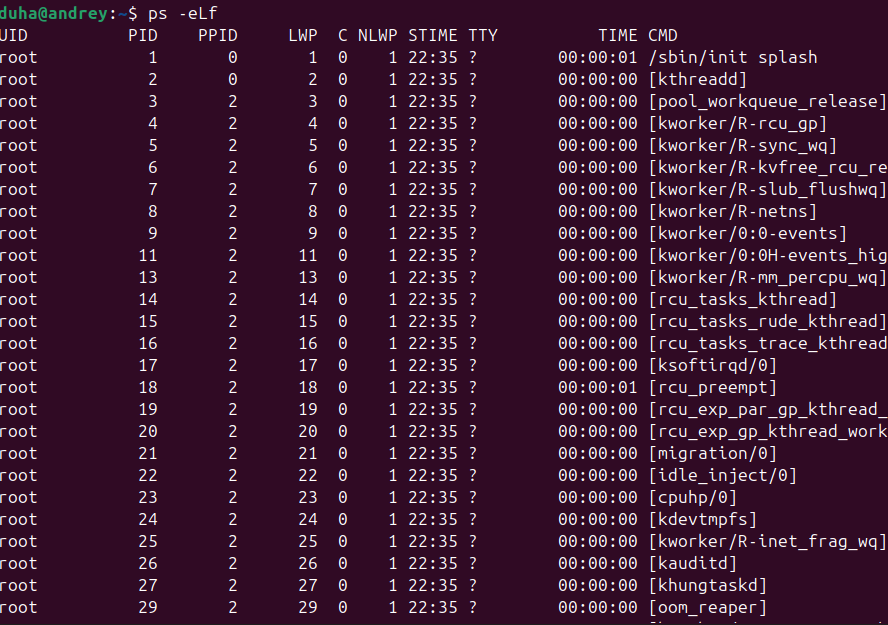 duha@andrey:~$ ps -eLf
UID PID PPID LWP C NLWP STIME TTY TIME CMD
root 1 0 1 0 1 22:35 ? 00:00:01 /sbin/init splash
root 2 0 2 0 1 22:35 ? 00:00:00 [kthreadd]
root 3 2 3 0 1 22:35 ? 00:00:00 [pool_workqueue_release]
root 4 2 4 0 1 22:35 ? 00:00:00 [kworker/R-rcu_gp]
root 5 2 5 0 1 22:35 ? 00:00:00 [kworker/R-sync_wq]
root 6 2 6 0 1 22:35 ? 00:00:00 [kworker/R-kvfree_rcu_re
root 7 2 7 0 1 22:35 ? 00:00:00 [kworker/R-slub_flushwq]
root 8 2 8 0 1 22:35 ? 00:00:00 [kworker/R-netns]
root 9 2 9 0 1 22:35 ? 00:00:00 [kworker/0:0-events]
root 11 2 11 0 1 22:35 ? 00:00:00 [kworker/0:0H-events_hig
root 13 2 13 0 1 22:35 ? 00:00:00 [kworker/R-mm_percpu_wq]
root 14 2 14 0 1 22:35 ? 00:00:00 [rcu_tasks_kthread]
root 15 2 15 0 1 22:35 ? 00:00:00 [rcu_tasks_rude_kthread]
root 16 2 16 0 1 22:35 ? 00:00:00 [rcu_tasks_trace_kthread
root 17 2 17 0 1 22:35 ? 00:00:00 [ksoftirqd/0]
root 18 2 18 0 1 22:35 ? 00:00:01 [rcu_preempt]
root 19 2 19 0 1 22:35 ? 00:00:00 [rcu_exp_par_gp_kthread_
root 20 2 20 0 1 22:35 ? 00:00:00 [rcu_exp_gp_kthread_work
root 21 2 21 0 1 22:35 ? 00:00:00 [migration/0]
root 22 2 22 0 1 22:35 ? 00:00:00 [idle_inject/0]
root 23 2 23 0 1 22:35 ? 00:00:00 [cpuhp/0]
root 24 2 24 0 1 22:35 ? 00:00:00 [kdevtmpfs]
root 25 2 25 0 1 22:35 ? 00:00:00 [kworker/R-inet_frag_wq]
root 26 2 26 0 1 22:35 ? 00:00:00 [kauditd]
root 27 2 27 0 1 22:35 ? 00:00:00 [khungtaskd]
root 29 2 29 0 1 22:35 ? 00:00:00 [oom_reaper]